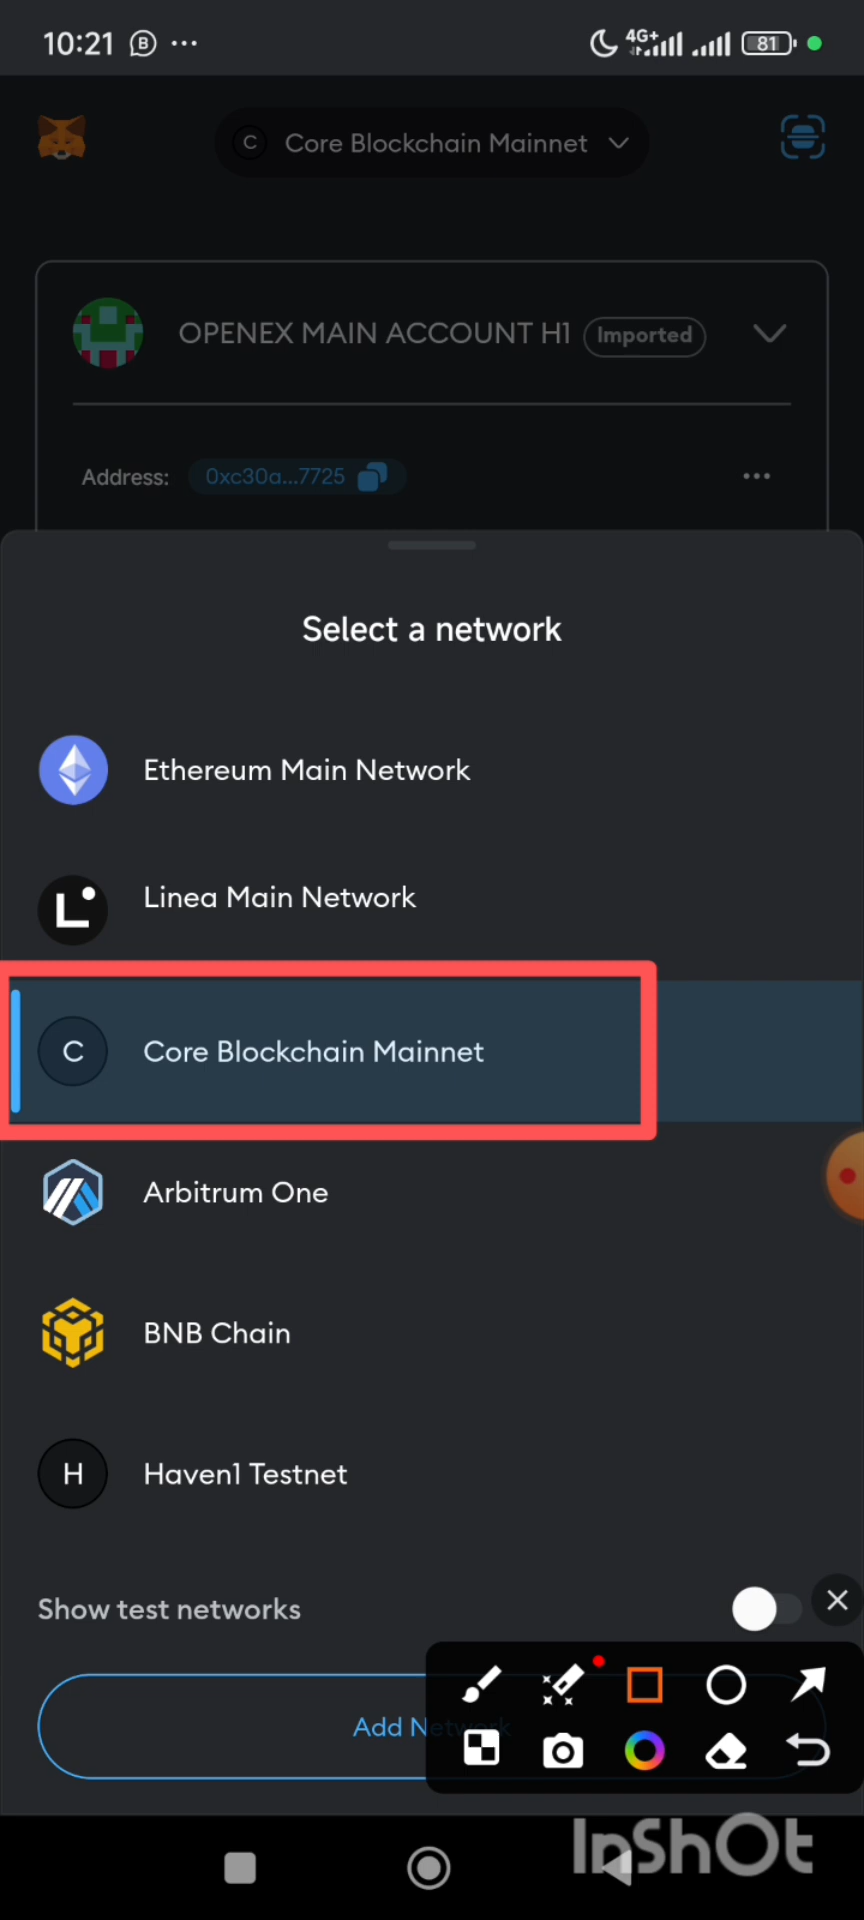 10:21
4G+
81
C Core Blockchain Mainnet
OPENEX MAIN ACCOUNT H1 Imported
Address: 0xc30a...7725
Select a network
Ethereum Main Network
Linea Main Network
C Core Blockchain Mainnet
Arbitrum One
BNB Chain
H Haven1 Testnet
Show test networks
Add Network
InShOt